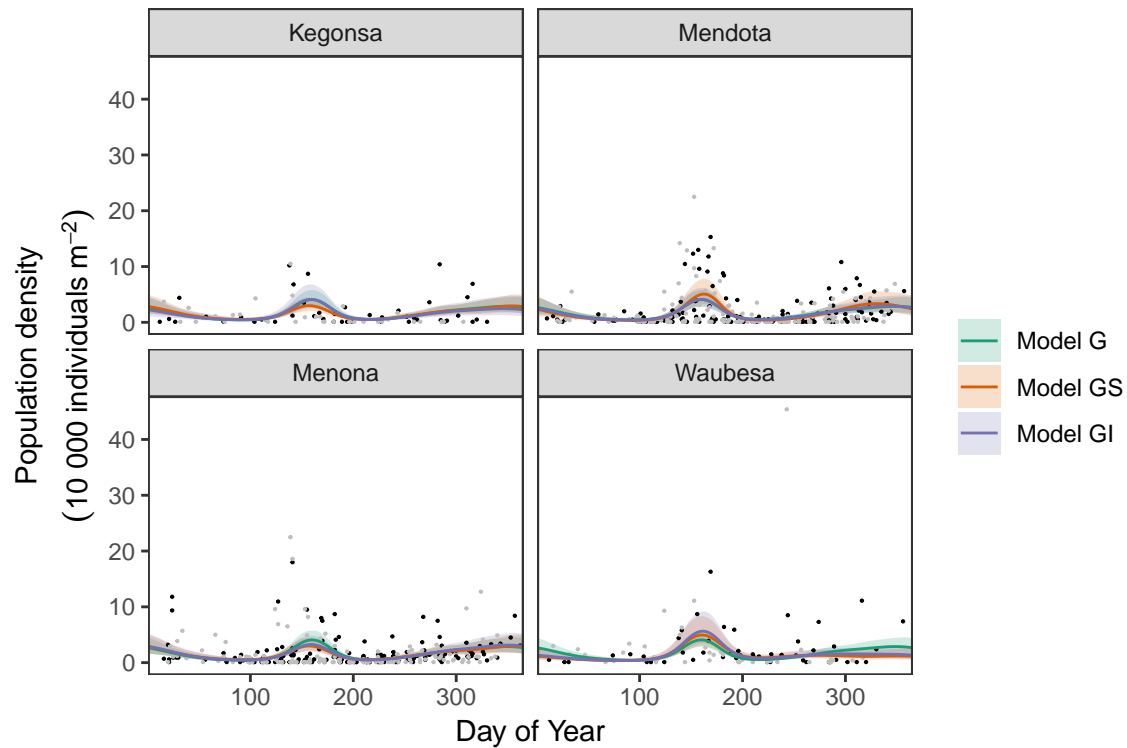 Kegonsa
Mendota
40
30
20
10
0
Menona
Waubesa
40
30
20
10
0
100
200
300
100
200
300
Day of Year
Population density
(10 000 individuals m⁻²)
Model G
Model GS
Model GI